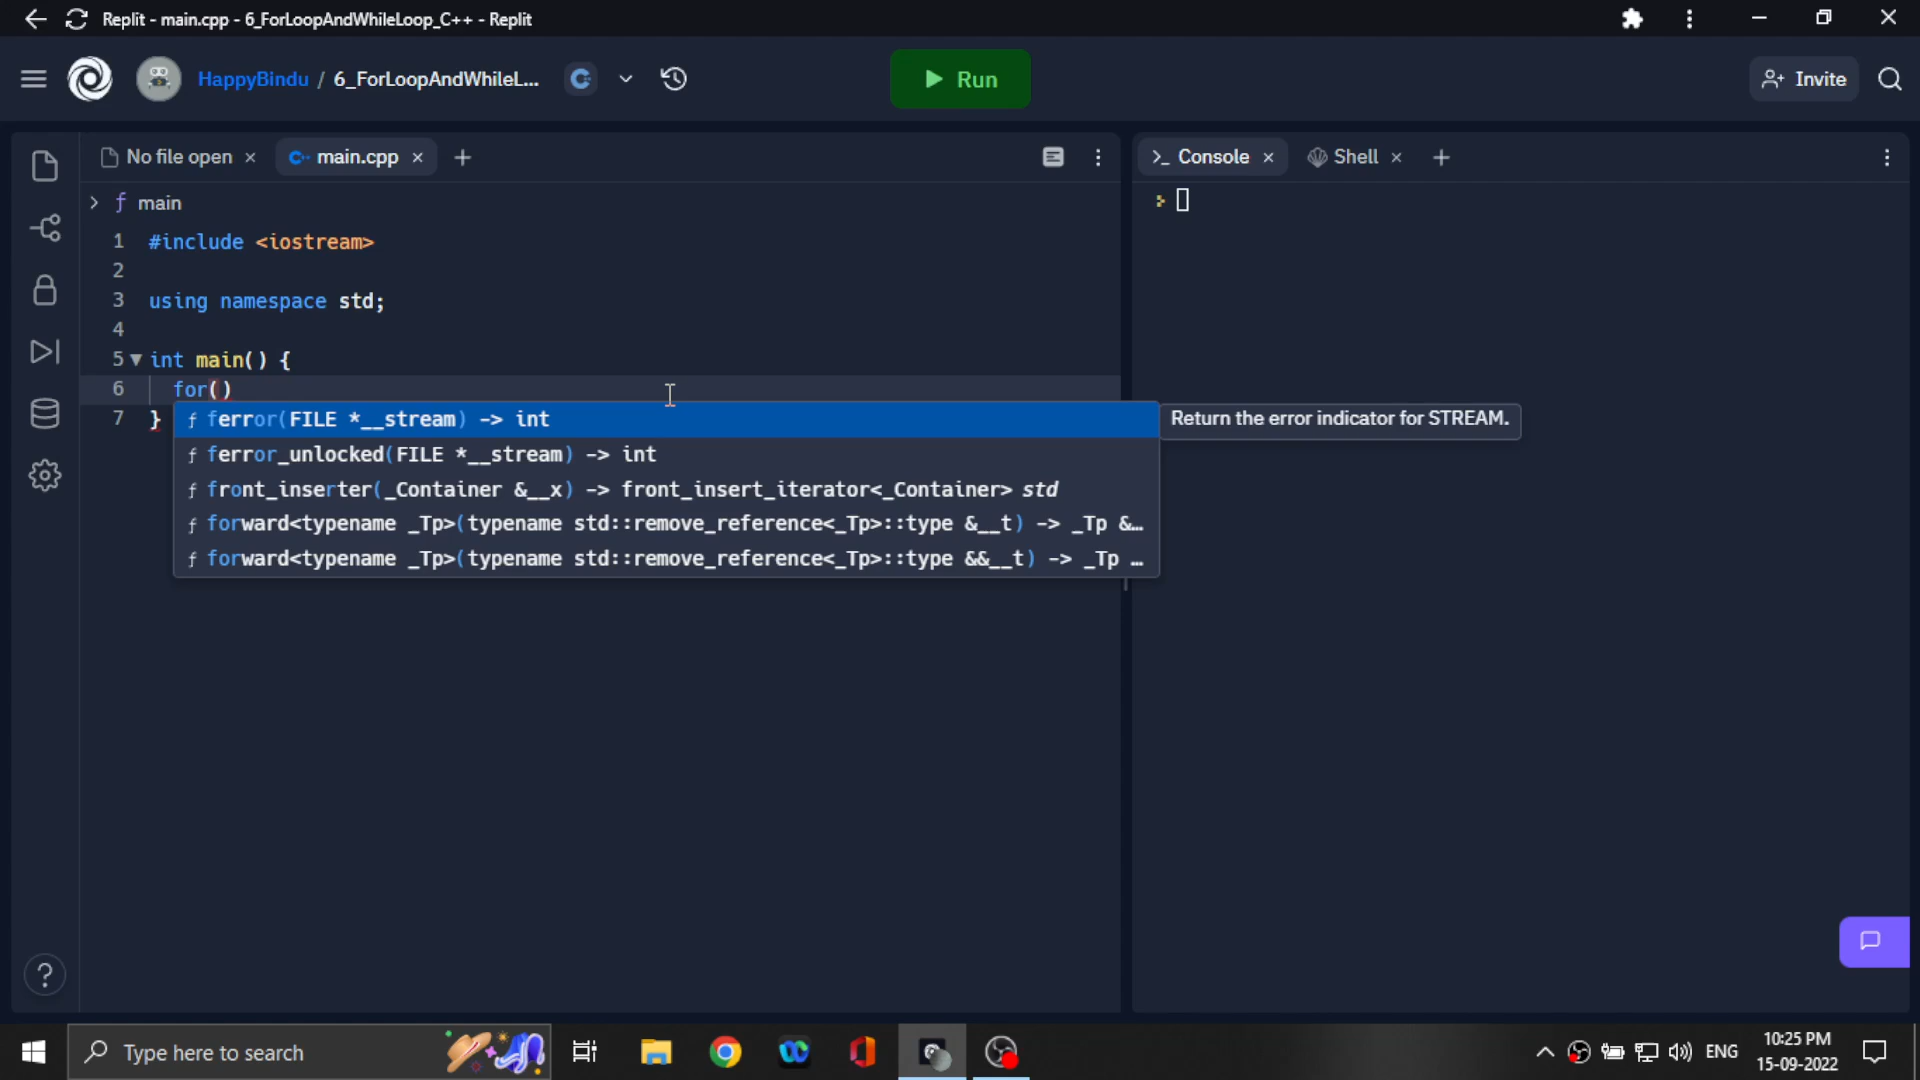 Replit - main.cpp - 6_ForLoopAndWhileLoop_C++ - Replit
HappyBindu / 6_ForLoopAndWhileL...
Run
Invite
No file open
main.cpp
Console
Shell
f main
1 #include <iostream>
2
3 using namespace std;
4
5 int main() {
6 for()
7 }
f ferror(FILE *__stream) -> int
Return the error indicator for STREAM.
f ferror_unlocked(FILE *__stream) -> int
f front_inserter(_Container &__x) -> front_insert_iterator<_Container> std
f forward<typename _Tp>(typename std::remove_reference<_Tp>::type &__t) -> _Tp &…
f forward<typename _Tp>(typename std::remove_reference<_Tp>::type &&__t) -> _Tp …
Type here to search
ENG
10:25 PM
15-09-2022